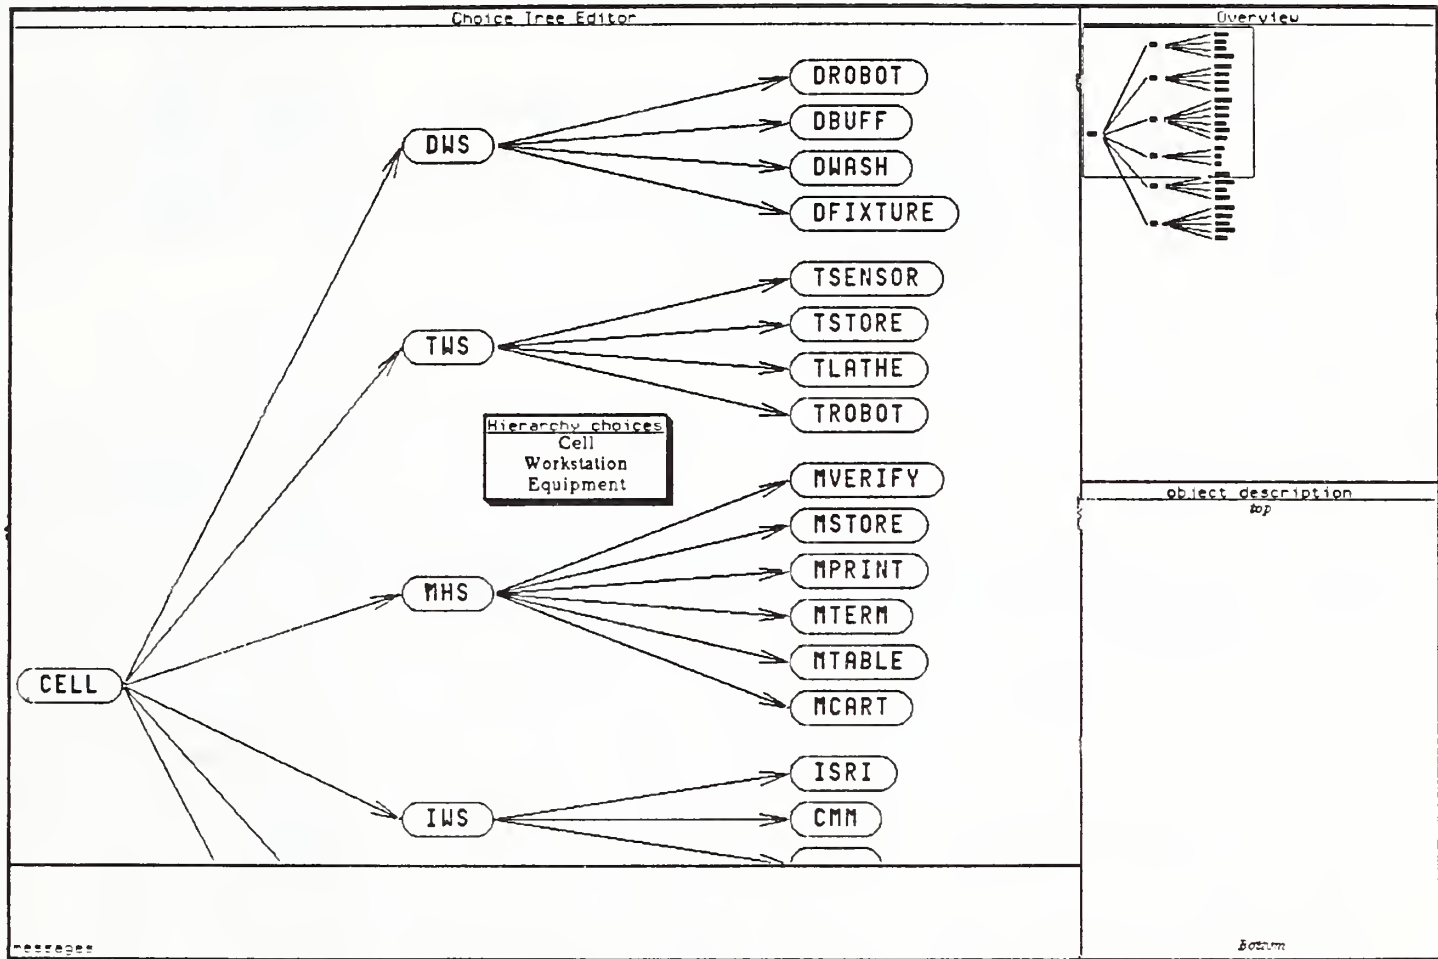 Choice Tree Editor
Overview
DROBOT
DBUFF
DWS
DWASH
DFIXTURE
TSENSOR
TSTORE
TWS
TLATHE
TROBOT
Hierarchy choices
Cell
Workstation
Equipment
MVERIFY
object description
top
MSTORE
MPRINT
MHS
MTERM
MTABLE
CELL
MCART
ISRI
IWS
CMM
messages
Bottom